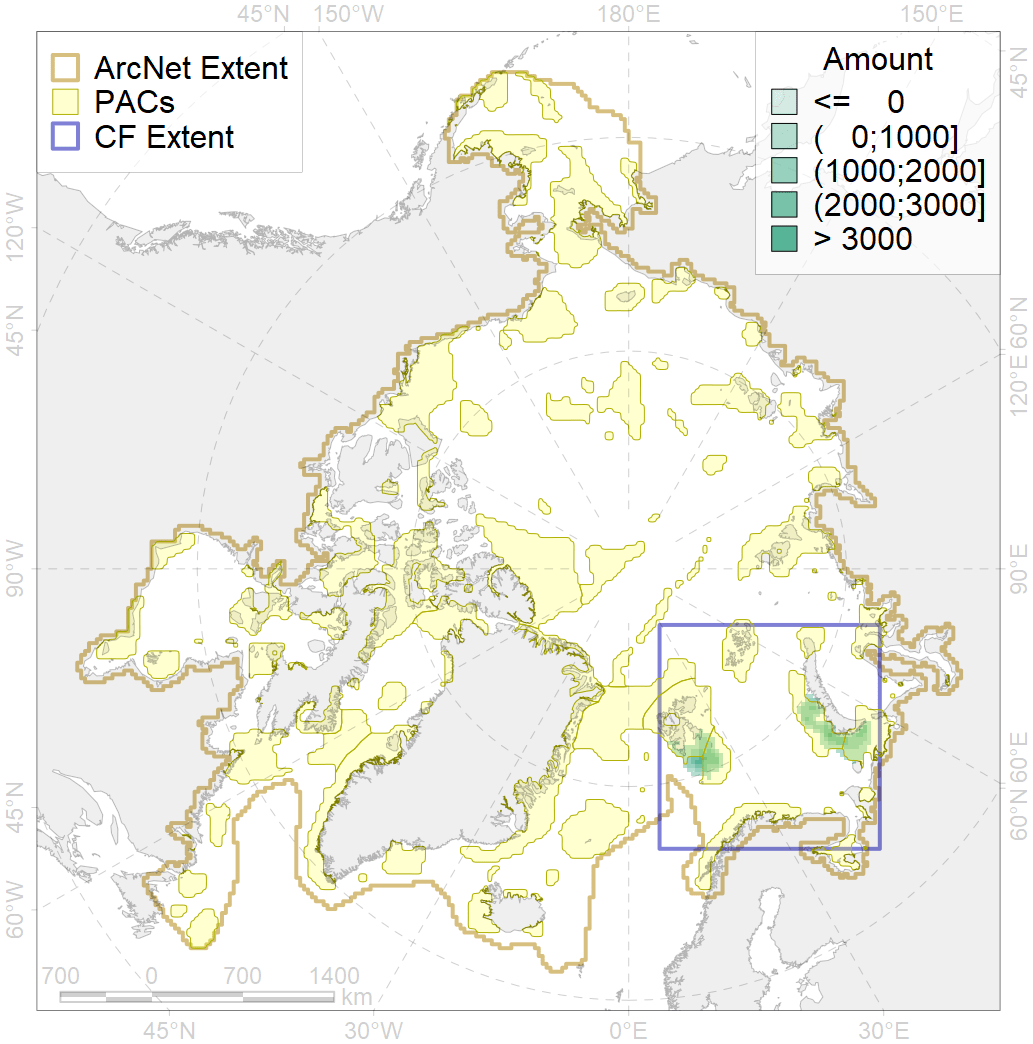 45°N 150°W 180°E 150°E
ArcNet Extent
PACs
CF Extent
Amount
<= 0
( 0;1000]
(1000;2000]
(2000;3000]
> 3000
45°N
120°W
60°N
45°N
120°E
90°W
90°E
60°E
45°N
60°N
60°W
700 0 700 1400
km
45°N 30°W 0°E 30°E